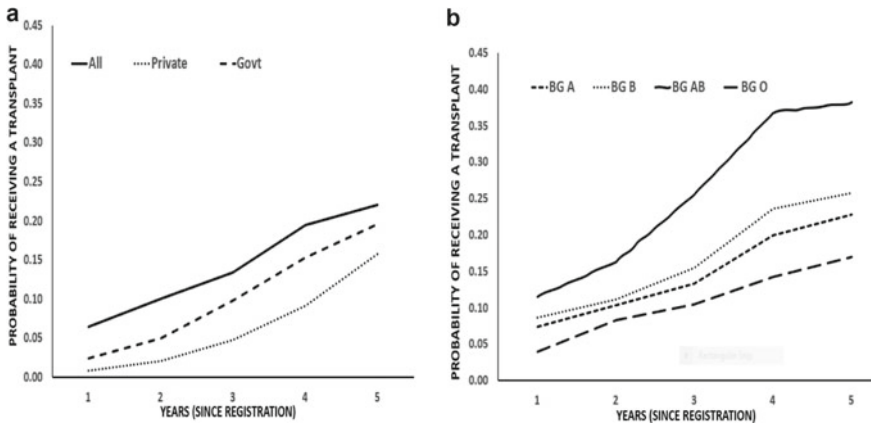 a
PROBABILITY OF RECEIVING A TRANSPLANT
0.45
0.40
0.35
0.30
0.25
0.20
0.15
0.10
0.05
0.00
All Private Govt
1 2 3 4 5
YEARS (SINCE REGISTRATION)
b
PROBABILITY OF RECEIVING A TRANSPLANT
0.45
0.40
0.35
0.30
0.25
0.20
0.15
0.10
0.05
0.00
BG A BG B BG AB BG O
1 2 3 4 5
YEARS (SINCE REGISTRATION)